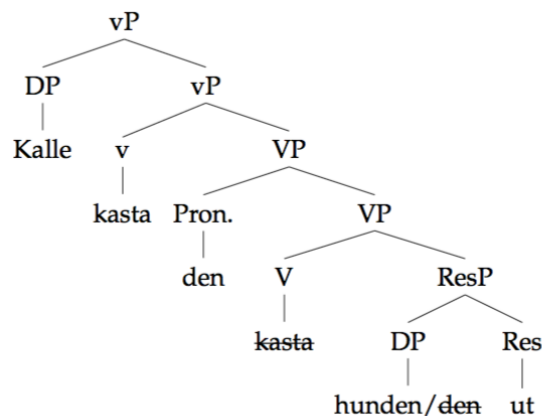 vP
DP vP
Kalle v VP
kasta Pron. VP
den V ResP
kasta DP Res
hunden/den ut